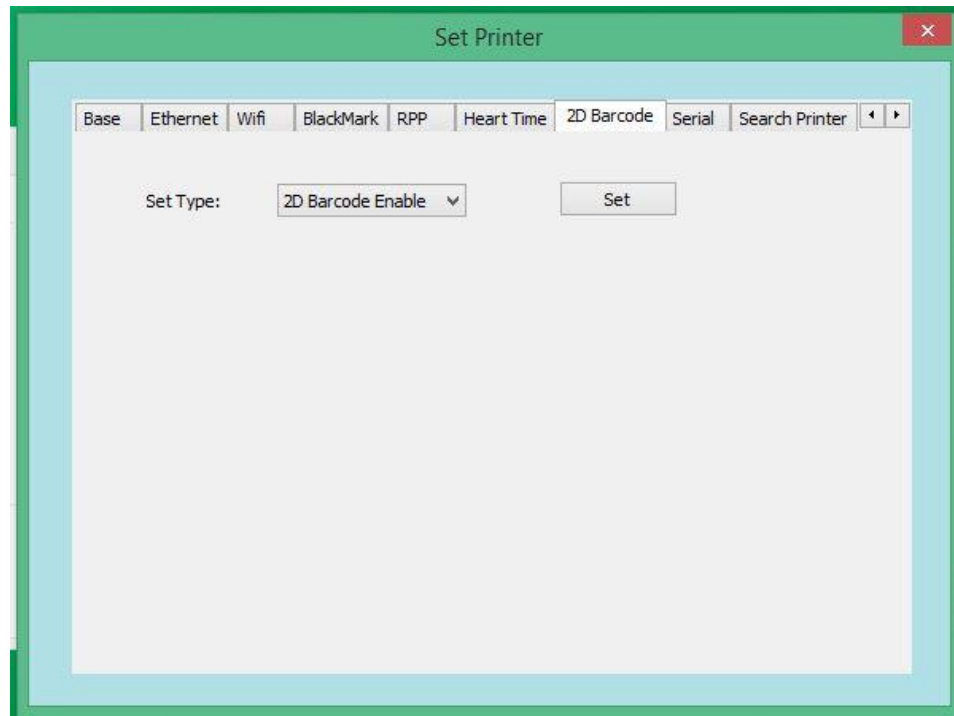 Set Printer
Base Ethernet Wifi BlackMark RPP Heart Time 2D Barcode Serial Search Printer
Set Type: 2D Barcode Enable Set